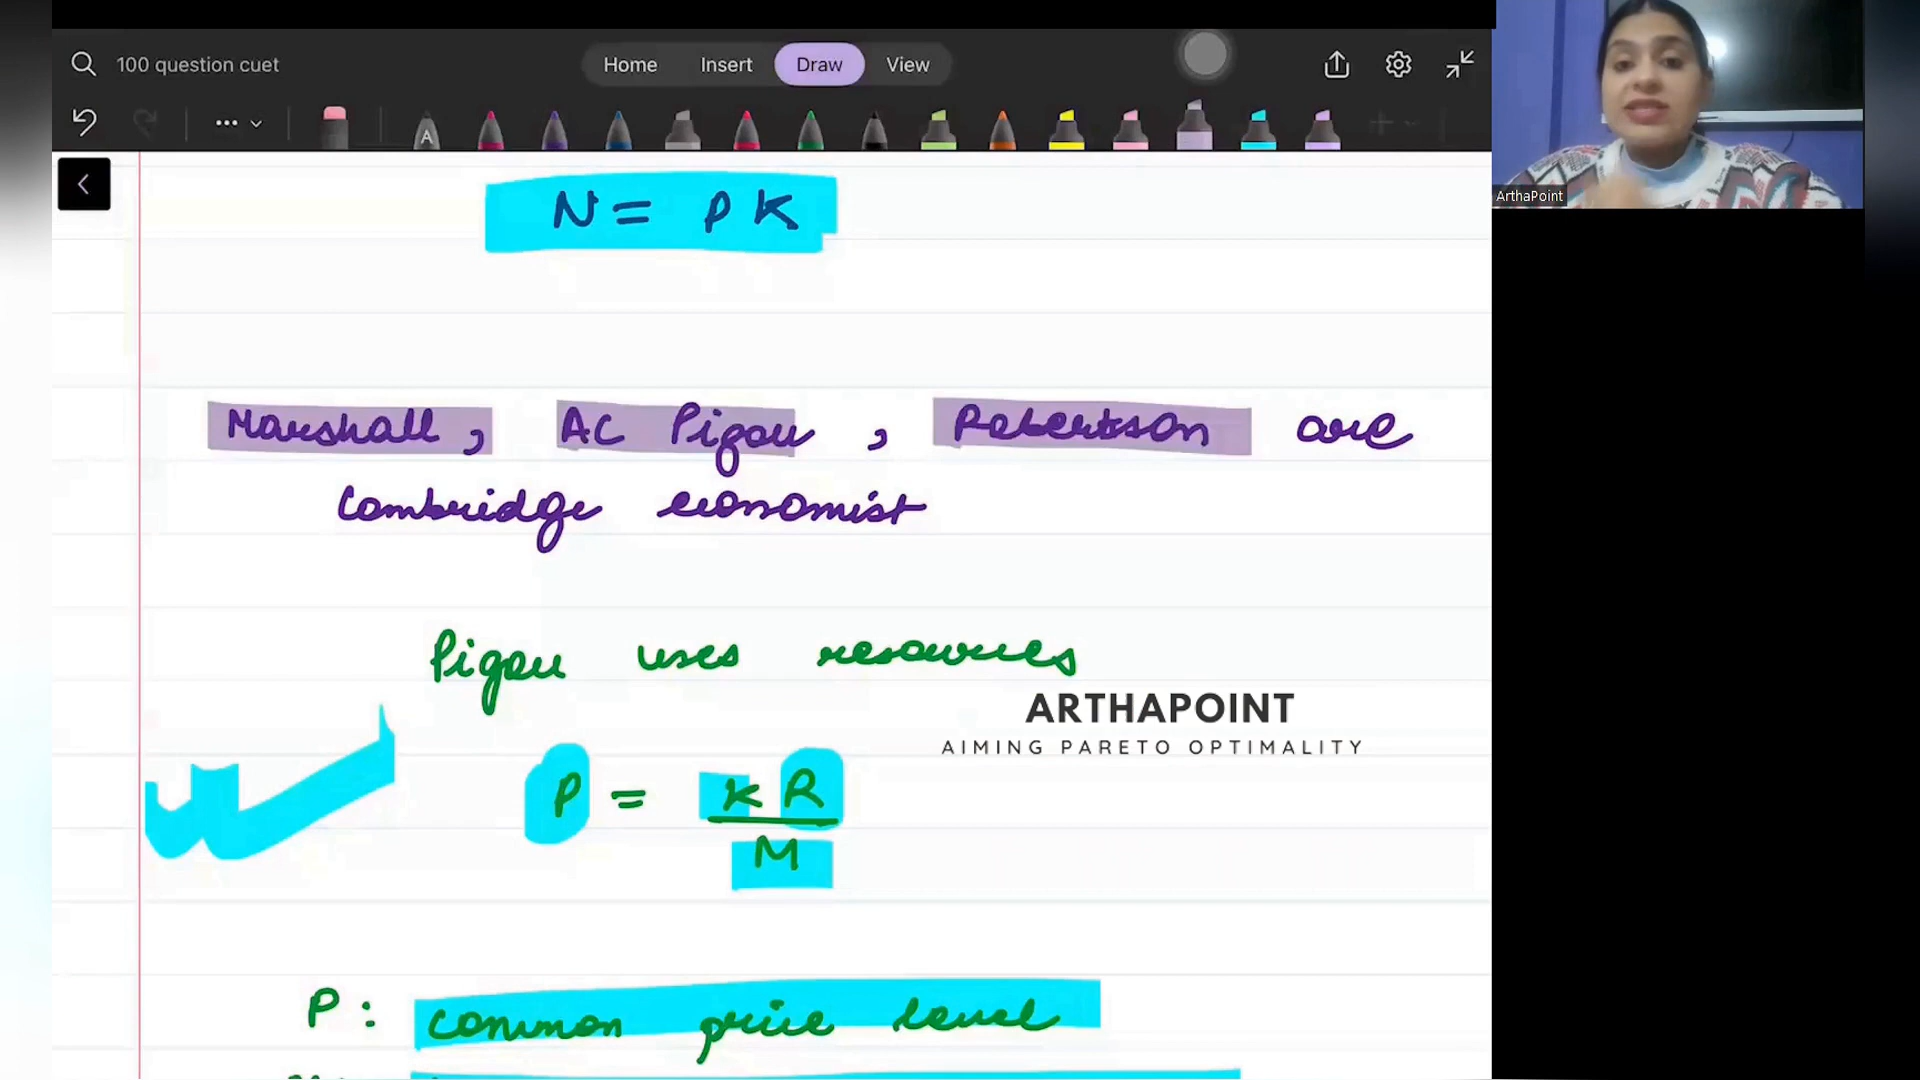 100 question cuet
Home Insert Draw View
A
N = PK
ArthaPoint
Marshall, AC Pigou, Robertson are
Cambridge economist
Pigou uses resources
ARTHAPOINT
AIMING PARETO OPTIMALITY
P = KR
M
P: common price level